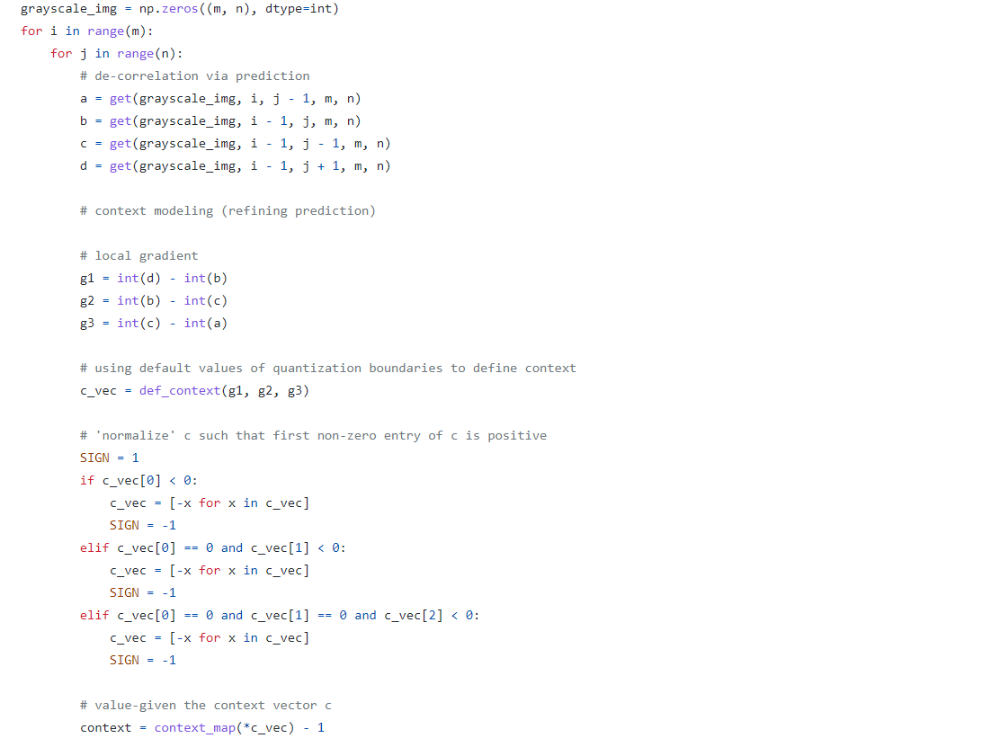 grayscale_img = np.zeros((m, n), dtype=int)
for i in range(m):
    for j in range(n):
        # de-correlation via prediction
        a = get(grayscale_img, i, j - 1, m, n)
        b = get(grayscale_img, i - 1, j, m, n)
        c = get(grayscale_img, i - 1, j - 1, m, n)
        d = get(grayscale_img, i - 1, j + 1, m, n)

        # context modeling (refining prediction)

        # local gradient
        g1 = int(d) - int(b)
        g2 = int(b) - int(c)
        g3 = int(c) - int(a)

        # using default values of quantization boundaries to define context
        c_vec = def_context(g1, g2, g3)

        # 'normalize' c such that first non-zero entry of c is positive
        SIGN = 1
        if c_vec[0] < 0:
            c_vec = [-x for x in c_vec]
            SIGN = -1
        elif c_vec[0] == 0 and c_vec[1] < 0:
            c_vec = [-x for x in c_vec]
            SIGN = -1
        elif c_vec[0] == 0 and c_vec[1] == 0 and c_vec[2] < 0:
            c_vec = [-x for x in c_vec]
            SIGN = -1

        # value-given the context vector c
        context = context_map(*c_vec) - 1